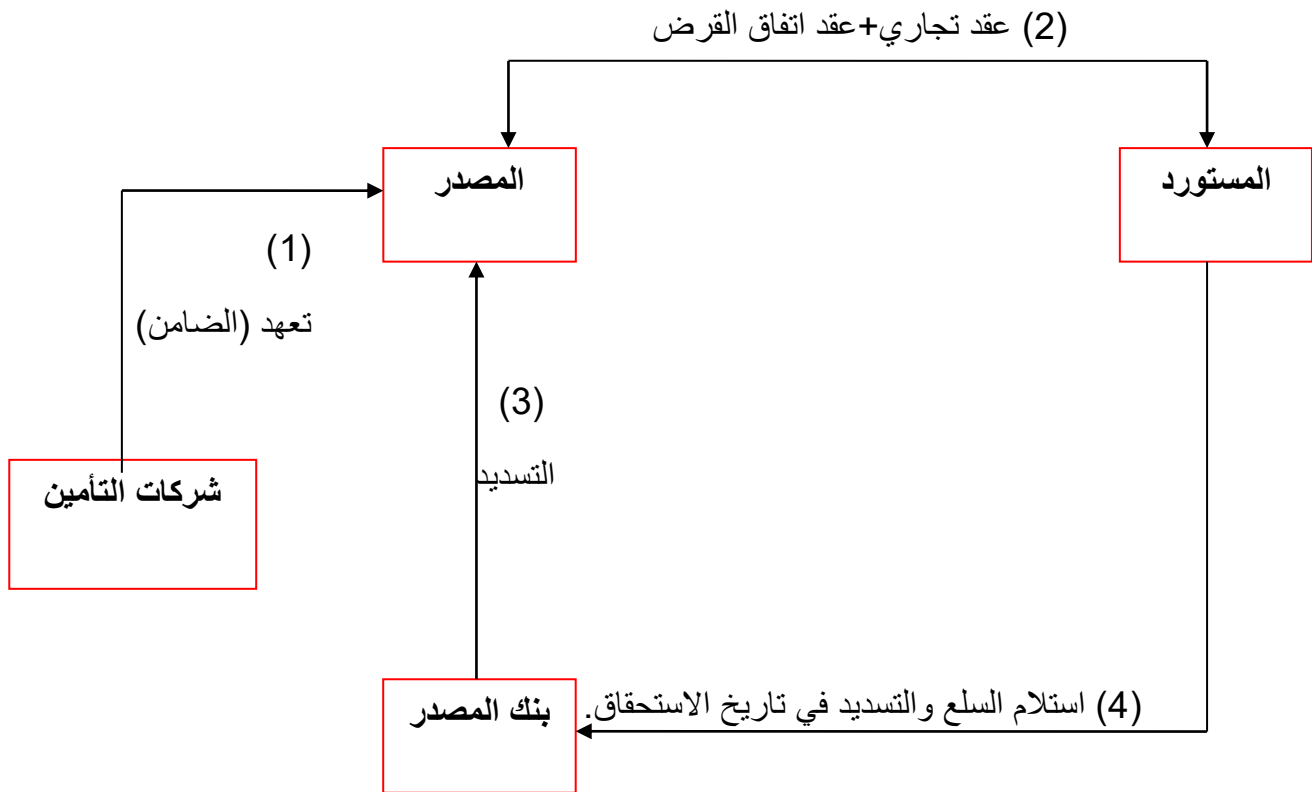 (2) عقد تجاري+عقد اتفاق القرض
المستورد
المصدر
(1)
تعهد (الضامن)
(3)
التسديد
شركات التأمين
(4) استلام السلع والتسديد في تاريخ الاستحقاق.
بنك المصدر